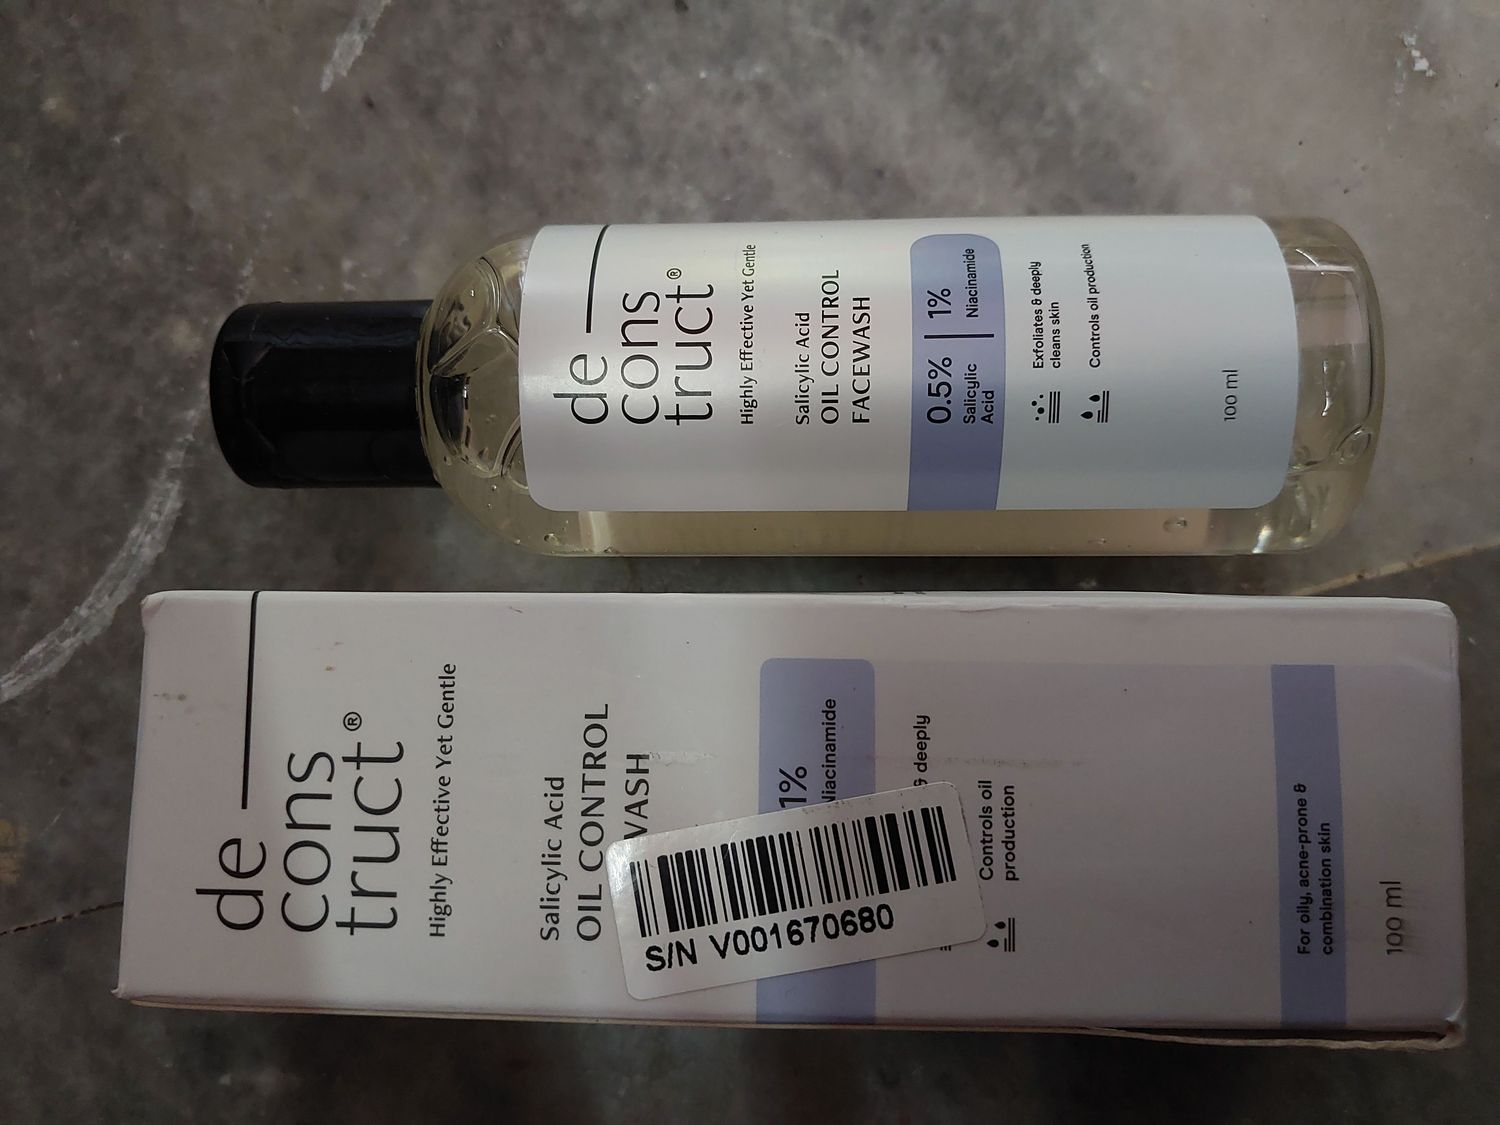 de
cons
truct®
Highly Effective Yet Gentle
Salicylic Acid
OIL CONTROL
FACEWASH
0.5% | 1%
Salicylic Niacinamide
Acid
Exfoliates & deeply
cleans skin
Controls oil production
100 ml
de
cons
truct®
Highly Effective Yet Gentle
Salicylic Acid
OIL CONTROL
1%
Niacinamide
& deeply
S/N V001670680
Controls oil
production
For oily, acne-prone &
combination skin
100 ml